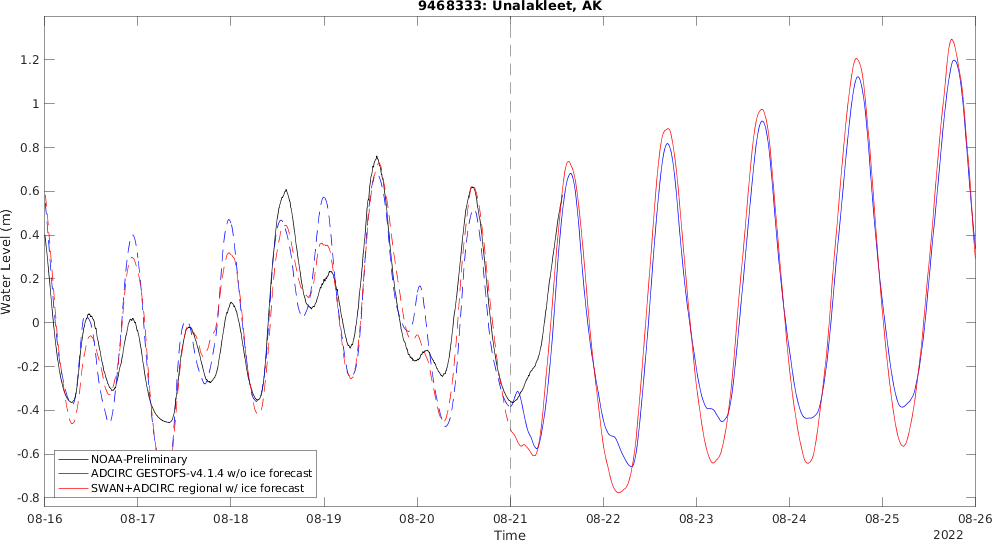 9468333: Unalakleet, AK
Water Level (m)
1.2
1
0.8
0.6
0.4
0.2
0
-0.2
-0.4
-0.6
-0.8
NOAA-Preliminary
ADCIRC GESTOFS-v4.1.4 w/o ice forecast
SWAN+ADCIRC regional w/ ice forecast
08-16 08-17 08-18 08-19 08-20 08-21 08-22 08-23 08-24 08-25 08-26
Time
2022